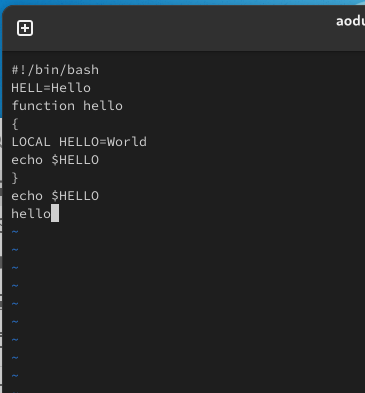 aodu
#!/bin/bash
HELL=Hello
function hello
{
LOCAL HELLO=World
echo $HELLO
}
echo $HELLO
hello
~
~
~
~
~
~
~
~
~